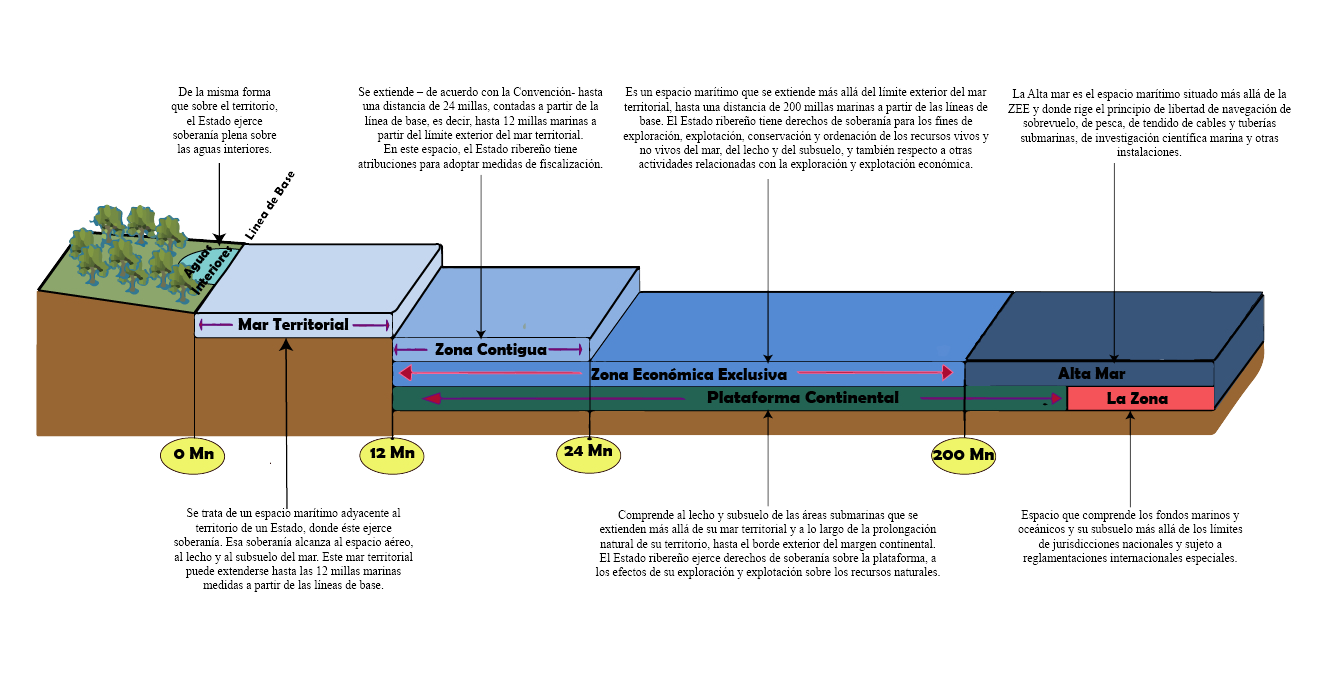 De la misma forma
que sobre el territorio,
el Estado ejerce
soberanía plena sobre
las aguas interiores.
Se extiende – de acuerdo con la Convención- hasta
una distancia de 24 millas, contadas a partir de la
línea de base, es decir, hasta 12 millas marinas a
partir del límite exterior del mar territorial.
En este espacio, el Estado ribereño tiene
atribuciones para adoptar medidas de fiscalización.
Es un espacio marítimo que se extiende más allá del límite exterior del mar
territorial, hasta una distancia de 200 millas marinas a partir de las líneas de
base. El Estado ribereño tiene derechos de soberanía para los fines de
exploración, explotación, conservación y ordenación de los recursos vivos y
no vivos del mar, del lecho y del subsuelo, y también respecto a otras
actividades relacionadas con la exploración y explotación económica.
La Alta mar es el espacio marítimo situado más allá de la
ZEE y donde rige el principio de libertad de navegación de
sobrevuelo, de pesca, de tendido de cables y tuberías
submarinas, de investigación científica marina y otras
instalaciones.
Linea de Base
Aguas
Interiores
Mar Territorial
Zona Contigua
Zona Económica Exclusiva
Alta Mar
Plataforma Continental
La Zona
0 Mn
12 Mn
24 Mn
200 Mn
Se trata de un espacio marítimo adyacente al
territorio de un Estado, donde éste ejerce
soberanía. Esa soberanía alcanza al espacio aéreo,
al lecho y al subsuelo del mar. Este mar territorial
puede extenderse hasta las 12 millas marinas
medidas a partir de las líneas de base.
Comprende al lecho y subsuelo de las áreas submarinas que se
extienden más allá de su mar territorial y a lo largo de la prolongación
natural de su territorio, hasta el borde exterior del margen continental.
El Estado ribereño ejerce derechos de soberanía sobre la plataforma, a
los efectos de su exploración y explotación sobre los recursos naturales.
Espacio que comprende los fondos marinos y
oceánicos y su subsuelo más allá de los límites
de jurisdicciones nacionales y sujeto a
reglamentaciones internacionales especiales.